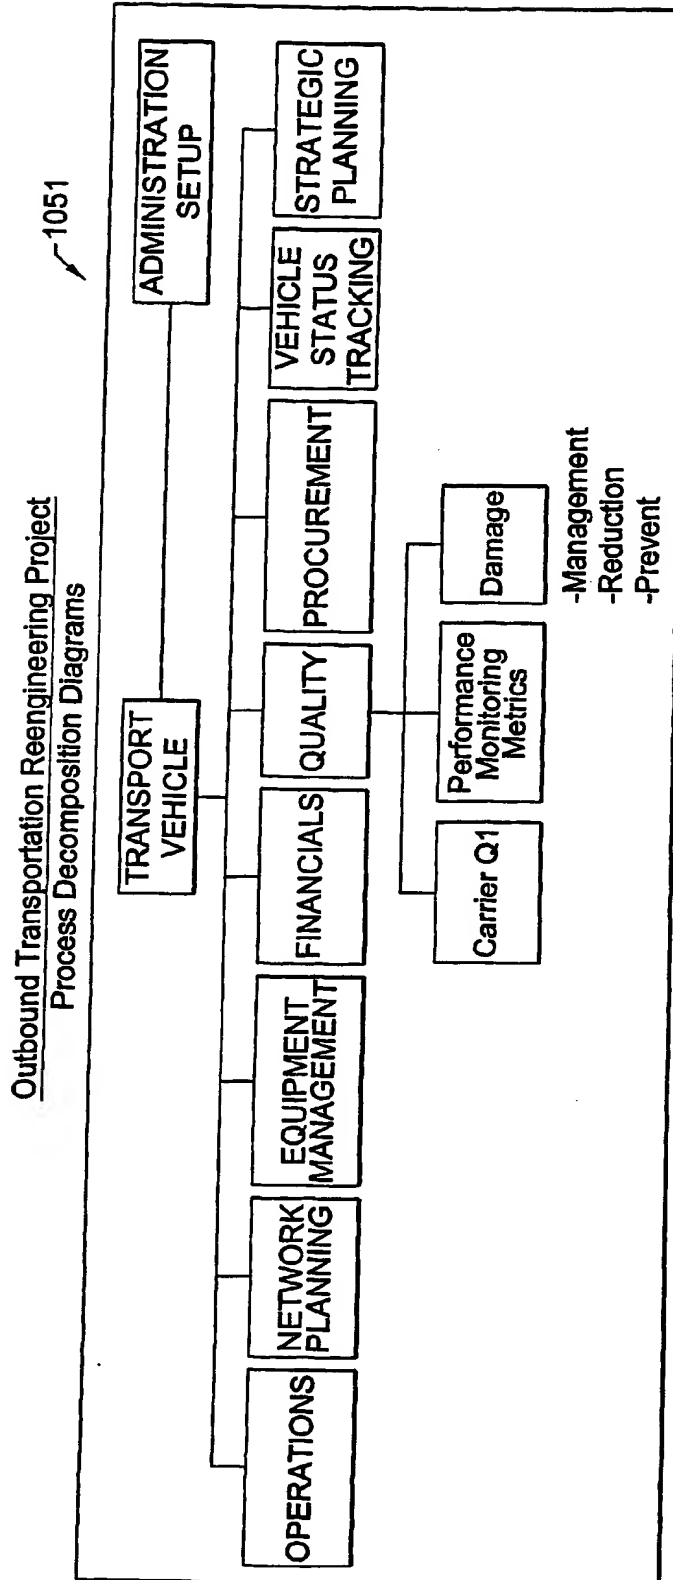 Outbound Transportation Reengineering Project
Process Decomposition Diagrams
1051
TRANSPORT
VEHICLE
ADMINISTRATION
SETUP
OPERATIONS
NETWORK
PLANNING
EQUIPMENT
MANAGEMENT
FINANCIALS
QUALITY
PROCUREMENT
VEHICLE
STATUS
TRACKING
STRATEGIC
PLANNING
Carrier Q1
Performance
Monitoring
Metrics
Damage
-Management
-Reduction
-Prevent